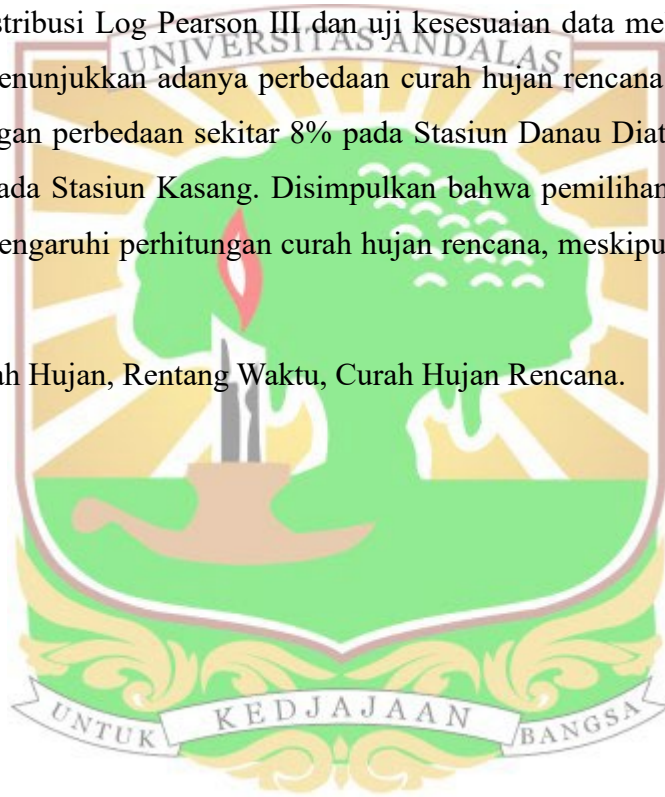 stribusi Log Pearson III dan uji kesesuaian data me
UNIVERSITAS ANDALAS
enunjukkan adanya perbedaan curah hujan rencana
gan perbedaan sekitar 8% pada Stasiun Danau Diat
ada Stasiun Kasang. Disimpulkan bahwa pemilihan
engaruhi perhitungan curah hujan rencana, meskipu
ah Hujan, Rentang Waktu, Curah Hujan Rencana.
UNTUK KEDJAJAAN BANGSA